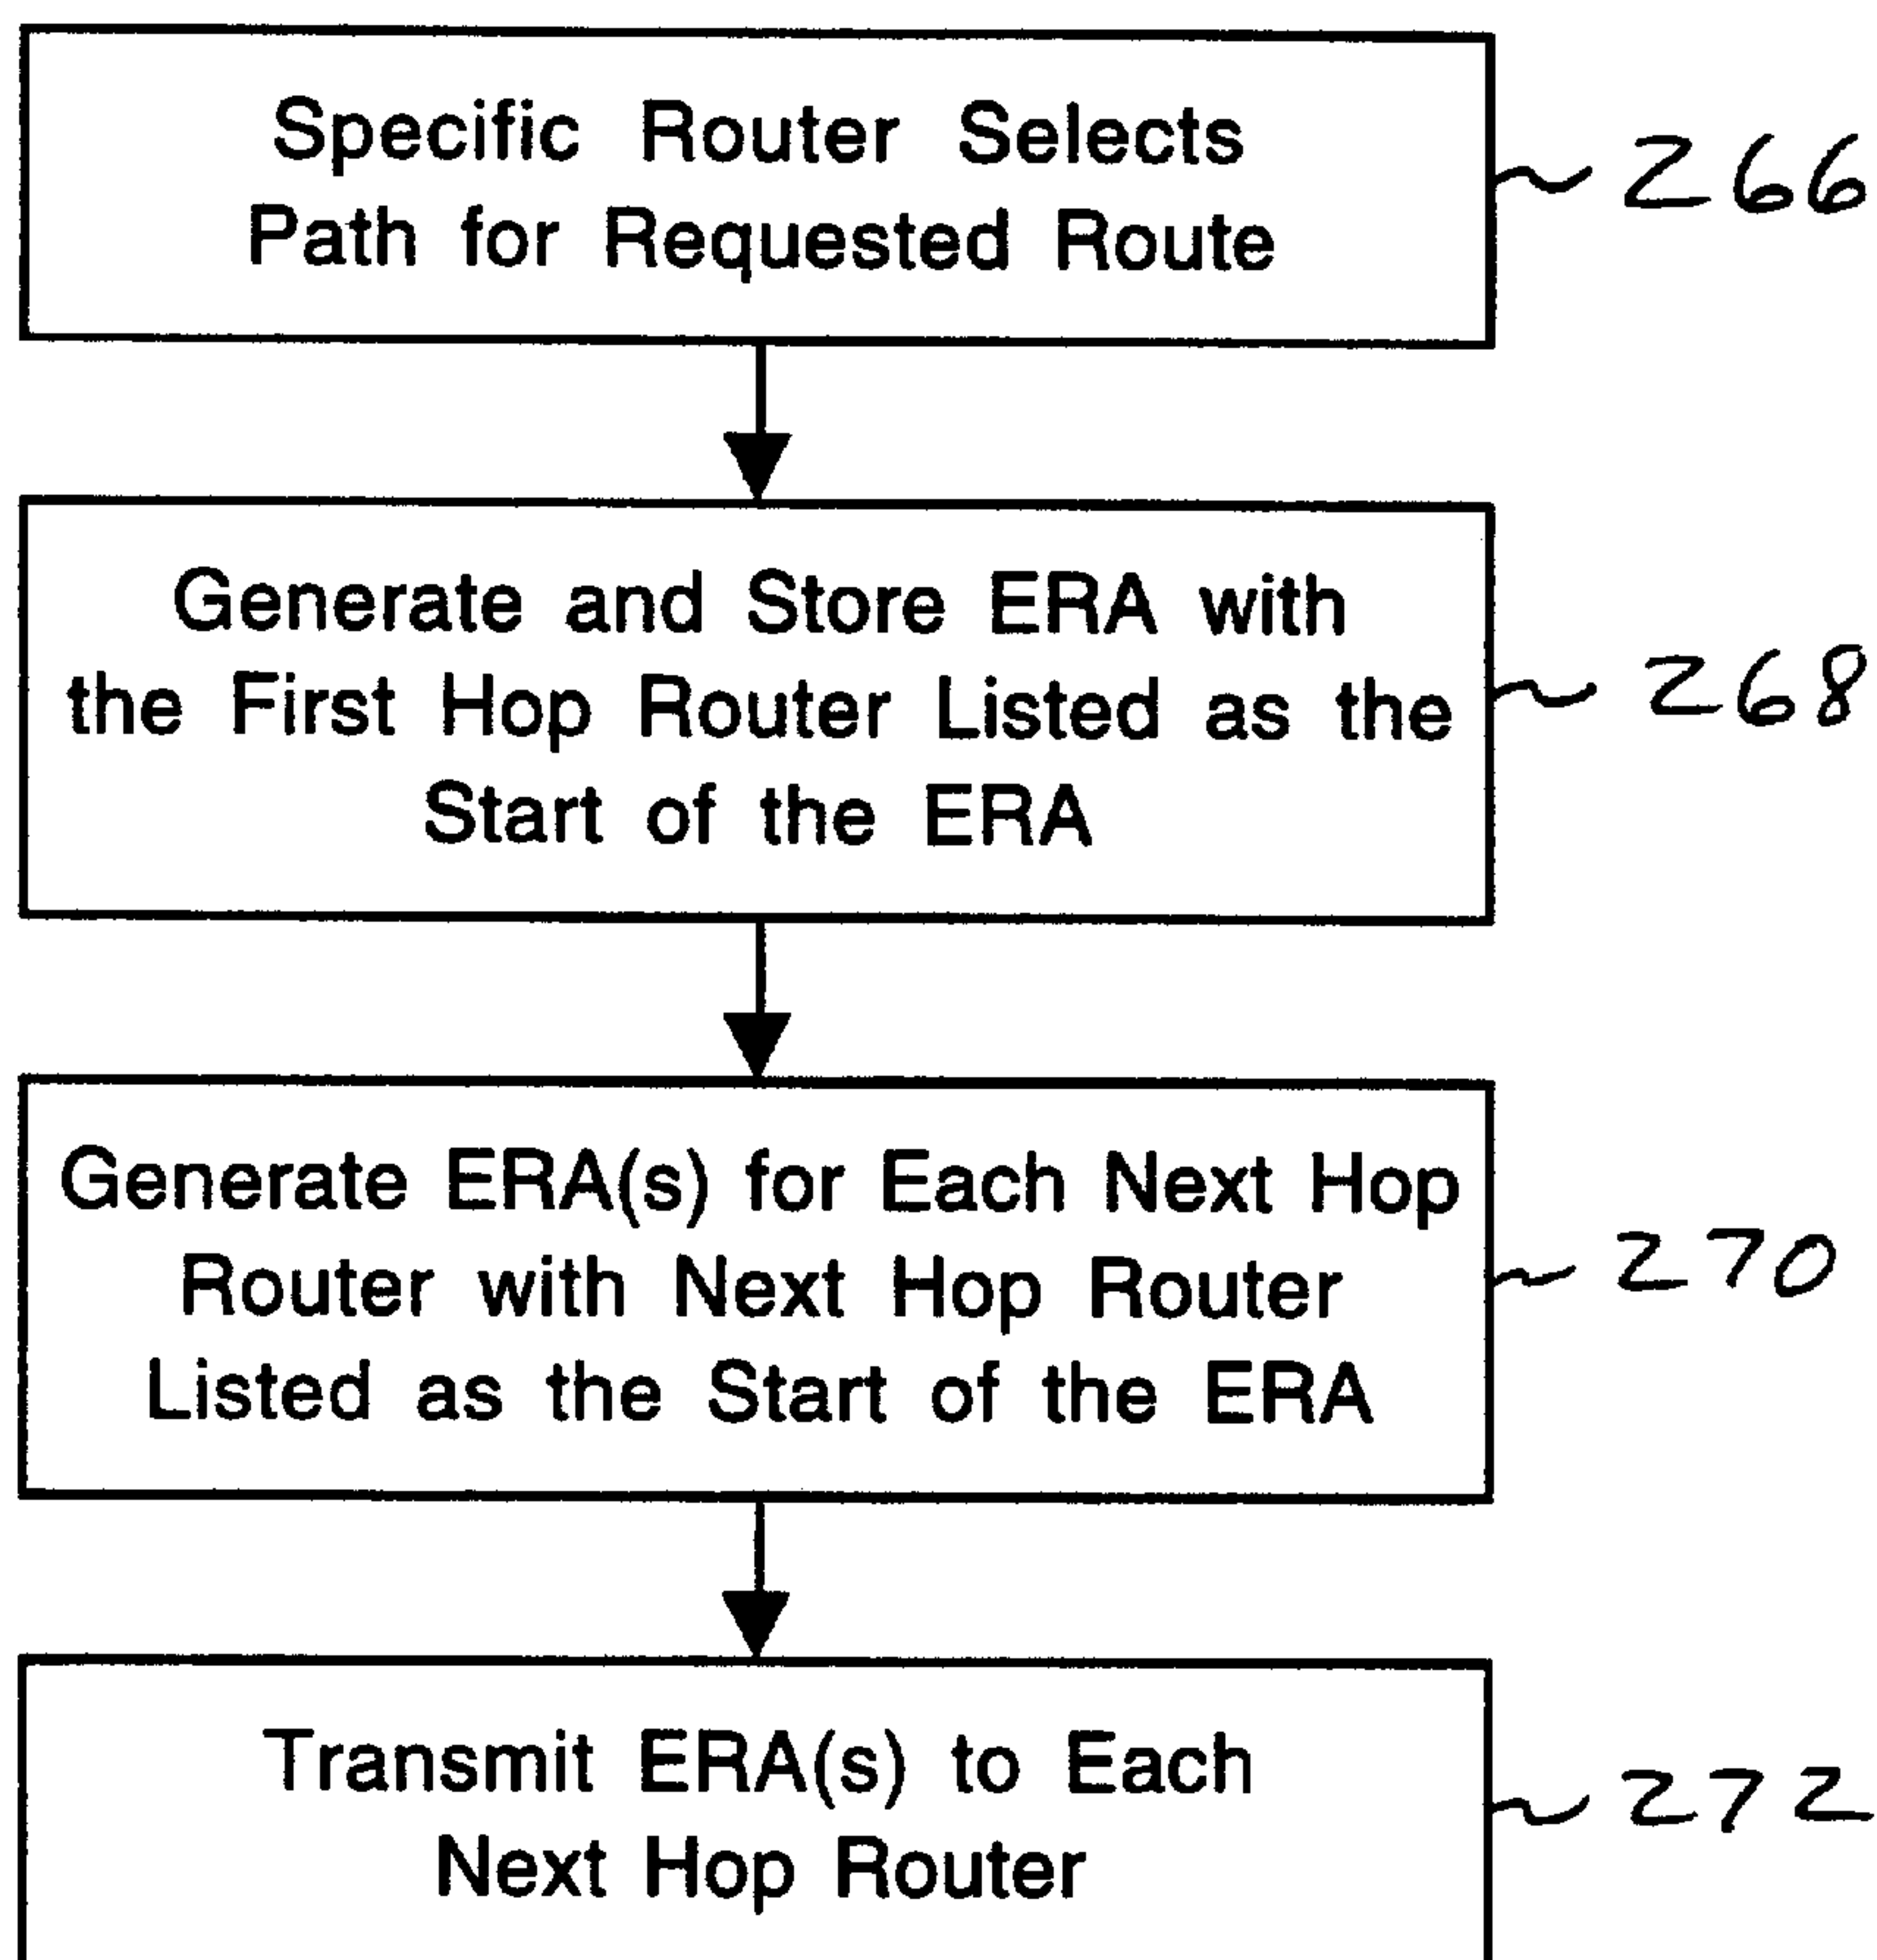 Specific Router Selects
Path for Requested Route
266
Generate and Store ERA with
the First Hop Router Listed as the
Start of the ERA
268
Generate ERA(s) for Each Next Hop
Router with Next Hop Router
Listed as the Start of the ERA
270
Transmit ERA(s) to Each
Next Hop Router
272